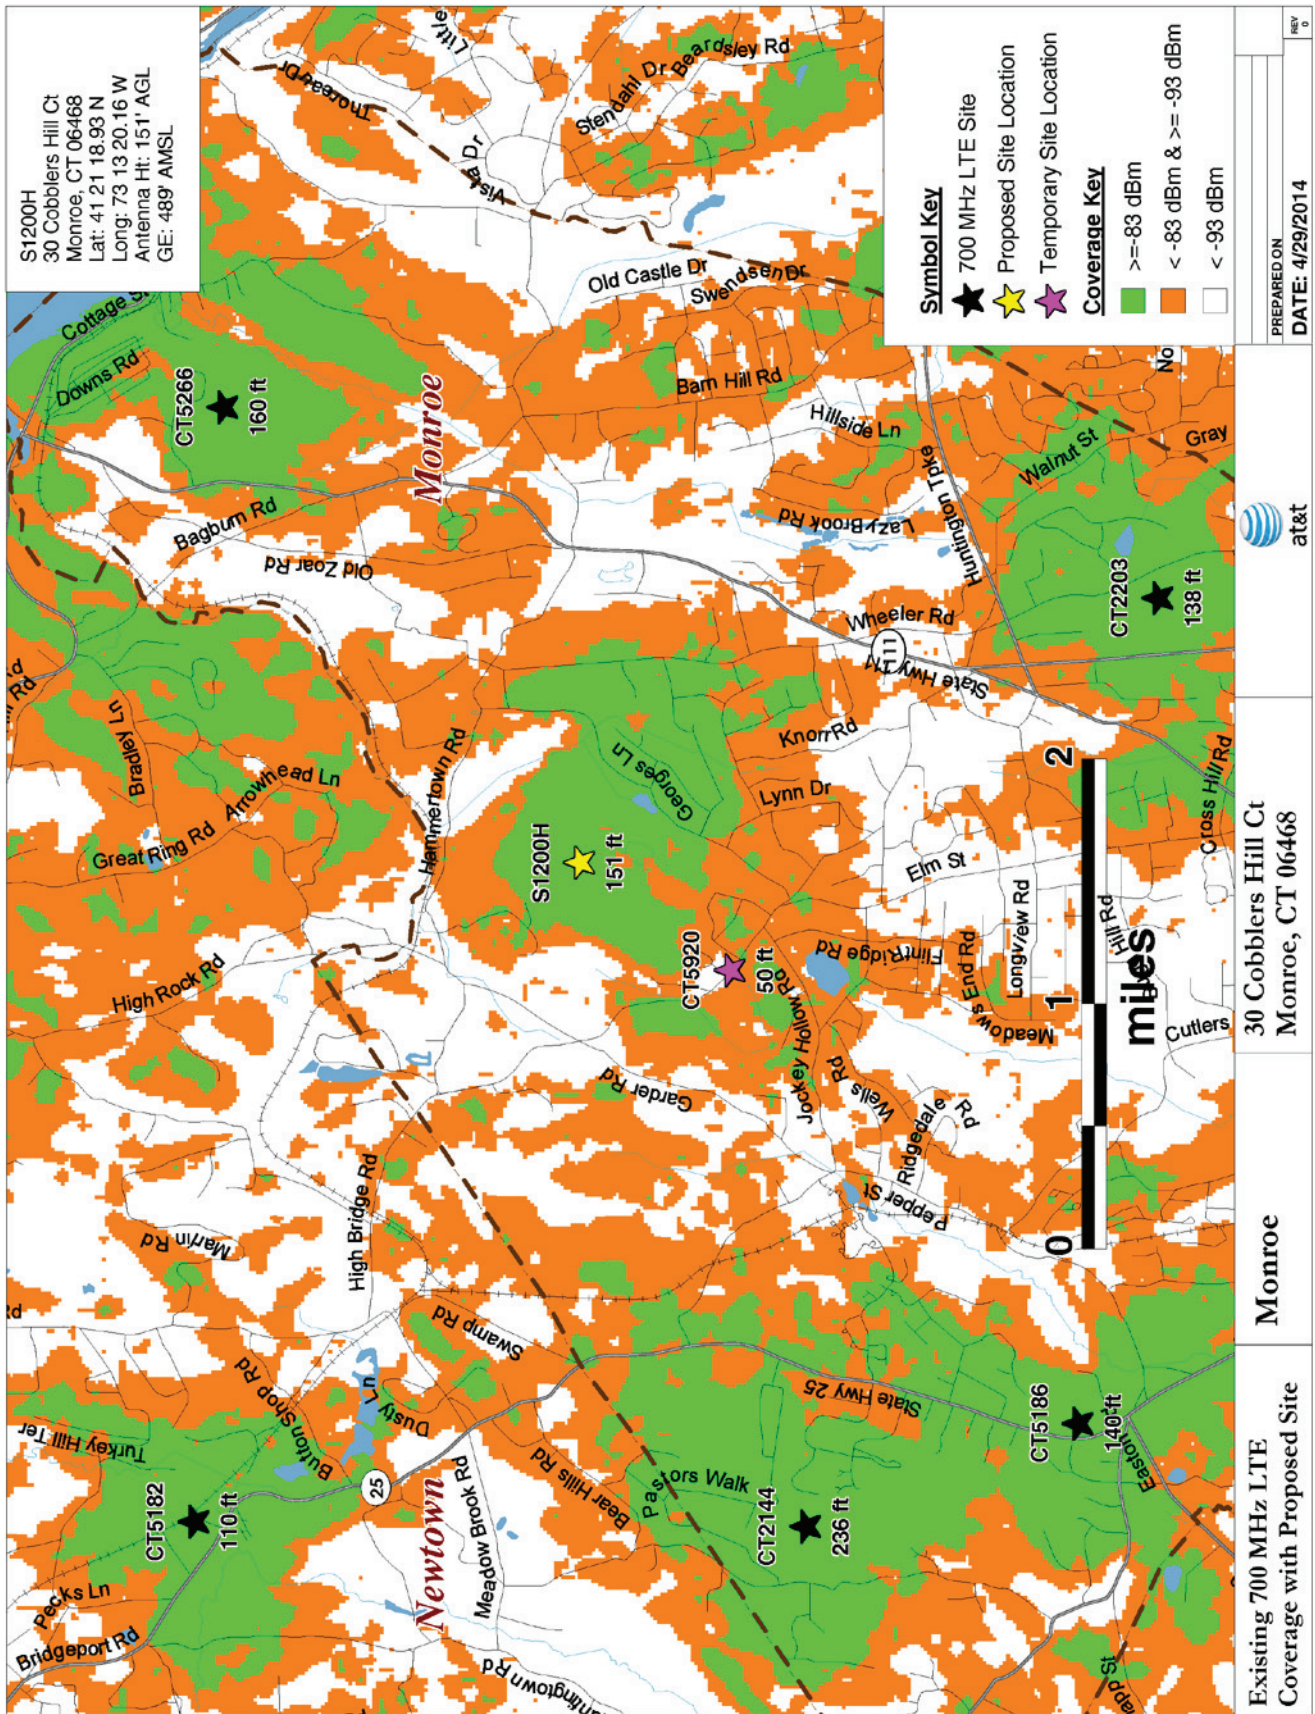 S1200H
30 Cobblers Hill Ct
Monroe, CT 06468
Lat: 41 21 18.93 N
Long: 73 13 20.16 W
Antenna Ht: 151' AGL
GE: 489' AMSL
Symbol Key
700 MHz LTE Site
Proposed Site Location
Temporary Site Location
Coverage Key
>=-83 dBm
< -83 dBm & >= -93 dBm
< -93 dBm
Pecks Ln
Bridgeport Rd
Turkey Hill Ter
CT5182
110 ft
Button Shop Rd
Dusty Ln
25
Newtown
Meadow Brook Rd
Bear Hills Rd
Swamp Rd
Marlin Rd
High Bridge Rd
High Rock Rd
Great Ring Rd
Arrowhead Ln
Bradley Ln
Hammertown Rd
Bagburn Rd
Old Zoar Rd
Downs Rd
CT5266
160 ft
Monroe
Thoreau Dr
Vista Dr
Little
Stendahl Dr
Beardsley Rd
Old Castle Dr
Swendsen Dr
Barn Hill Rd
Hillside Ln
Lazy Brook Rd
Huntington Tpke
Walnut St
Gray
Wheeler Rd
111
State Hwy 111
CT2203
138 ft
Knorr Rd
Lynn Dr
Georges Ln
S1200H
151 ft
CT5920
50 ft
Jockey Hollow Rd
Flint Ridge Rd
Elm St
Longview Rd
Meadows End Rd
Hill Rd
Cross Hill Rd
Cutlers
Garder Rd
Wells Rd
Ridgedale Rd
Pepper St
Pastors Walk
CT2144
236 ft
State Hwy 25
CT5186
140 ft
Easton
0 1 2
miles
Existing 700 MHz LTE
Coverage with Proposed Site
Monroe
30 Cobblers Hill Ct
Monroe, CT 06468
at&t
PREPARED ON
DATE: 4/29/2014
REV
0